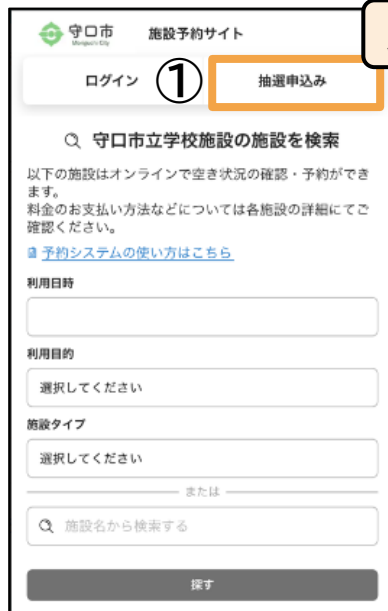 守口市 施設予約サイト
Moriguchi City
ログイン ① 抽選申込み
守口市立学校施設の施設を検索
以下の施設はオンラインで空き状況の確認・予約ができ
ます。
料金のお支払い方法などについては各施設の詳細にてご
確認ください。
予約システムの使い方はこちら
利用日時
利用目的
選択してください
施設タイプ
選択してください
または
施設名から検索する
探す